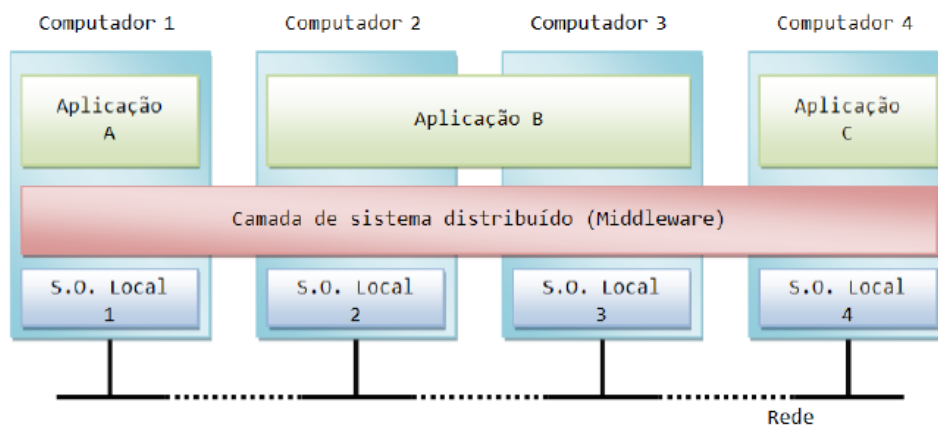 Computador 1
Computador 2
Computador 3
Computador 4
Aplicação
A
Aplicação B
Aplicação
C
Camada de sistema distribuído (Middleware)
S.O. Local
1
S.O. Local
2
S.O. Local
3
S.O. Local
4
Rede